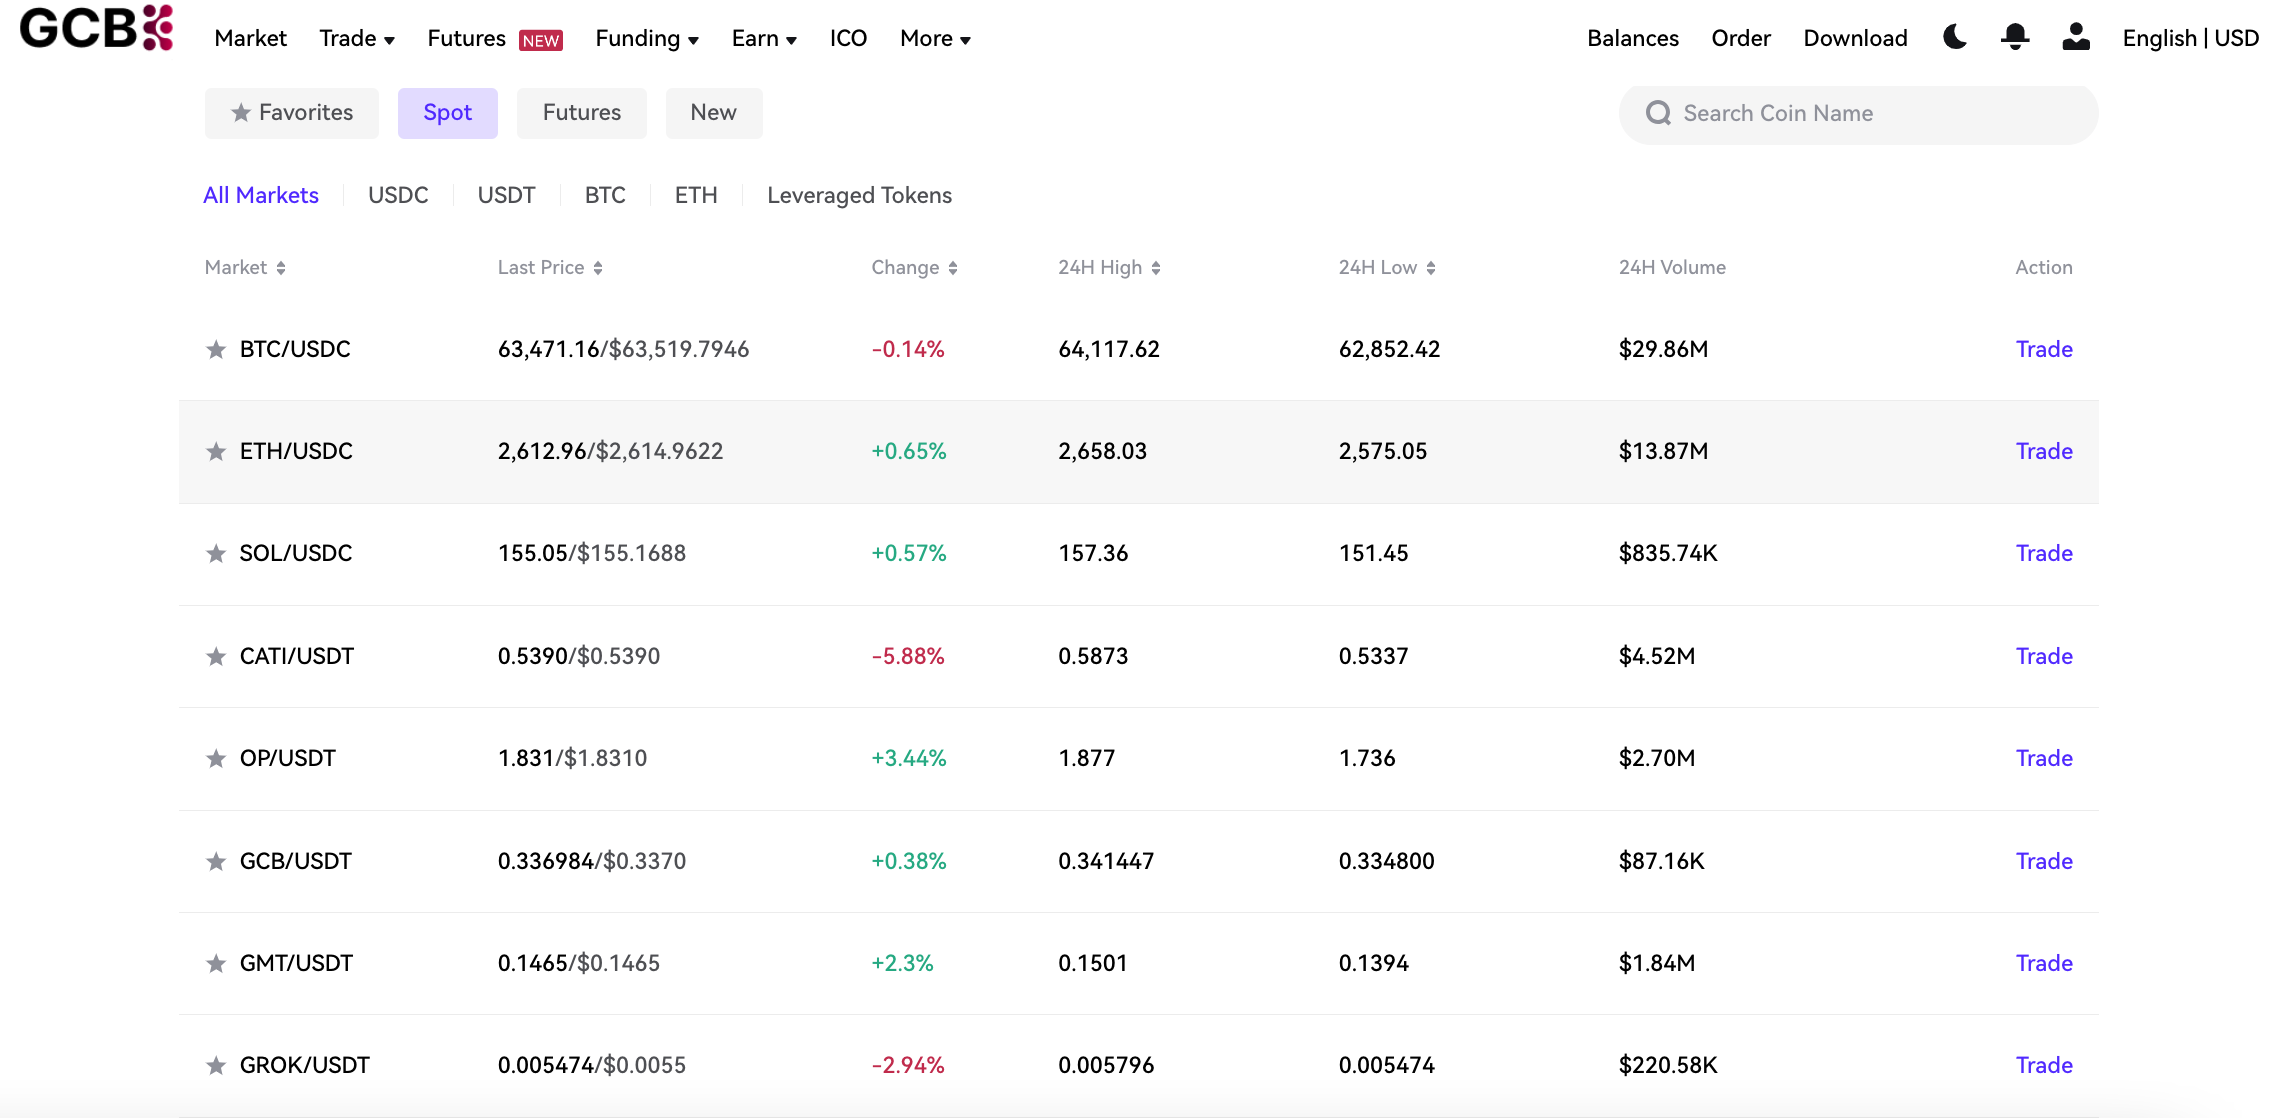 GCB Market Trade Futures NEW Funding Earn ICO More Balances Order Download English | USD
Favorites Spot Futures New Search Coin Name
All Markets USDC USDT BTC ETH Leveraged Tokens
Market Last Price Change 24H High 24H Low 24H Volume Action
BTC/USDC 63,471.16/$63,519.7946 -0.14% 64,117.62 62,852.42 $29.86M Trade
ETH/USDC 2,612.96/$2,614.9622 +0.65% 2,658.03 2,575.05 $13.87M Trade
SOL/USDC 155.05/$155.1688 +0.57% 157.36 151.45 $835.74K Trade
CATI/USDT 0.5390/$0.5390 -5.88% 0.5873 0.5337 $4.52M Trade
OP/USDT 1.831/$1.8310 +3.44% 1.877 1.736 $2.70M Trade
GCB/USDT 0.336984/$0.3370 +0.38% 0.341447 0.334800 $87.16K Trade
GMT/USDT 0.1465/$0.1465 +2.3% 0.1501 0.1394 $1.84M Trade
GROK/USDT 0.005474/$0.0055 -2.94% 0.005796 0.005474 $220.58K Trade